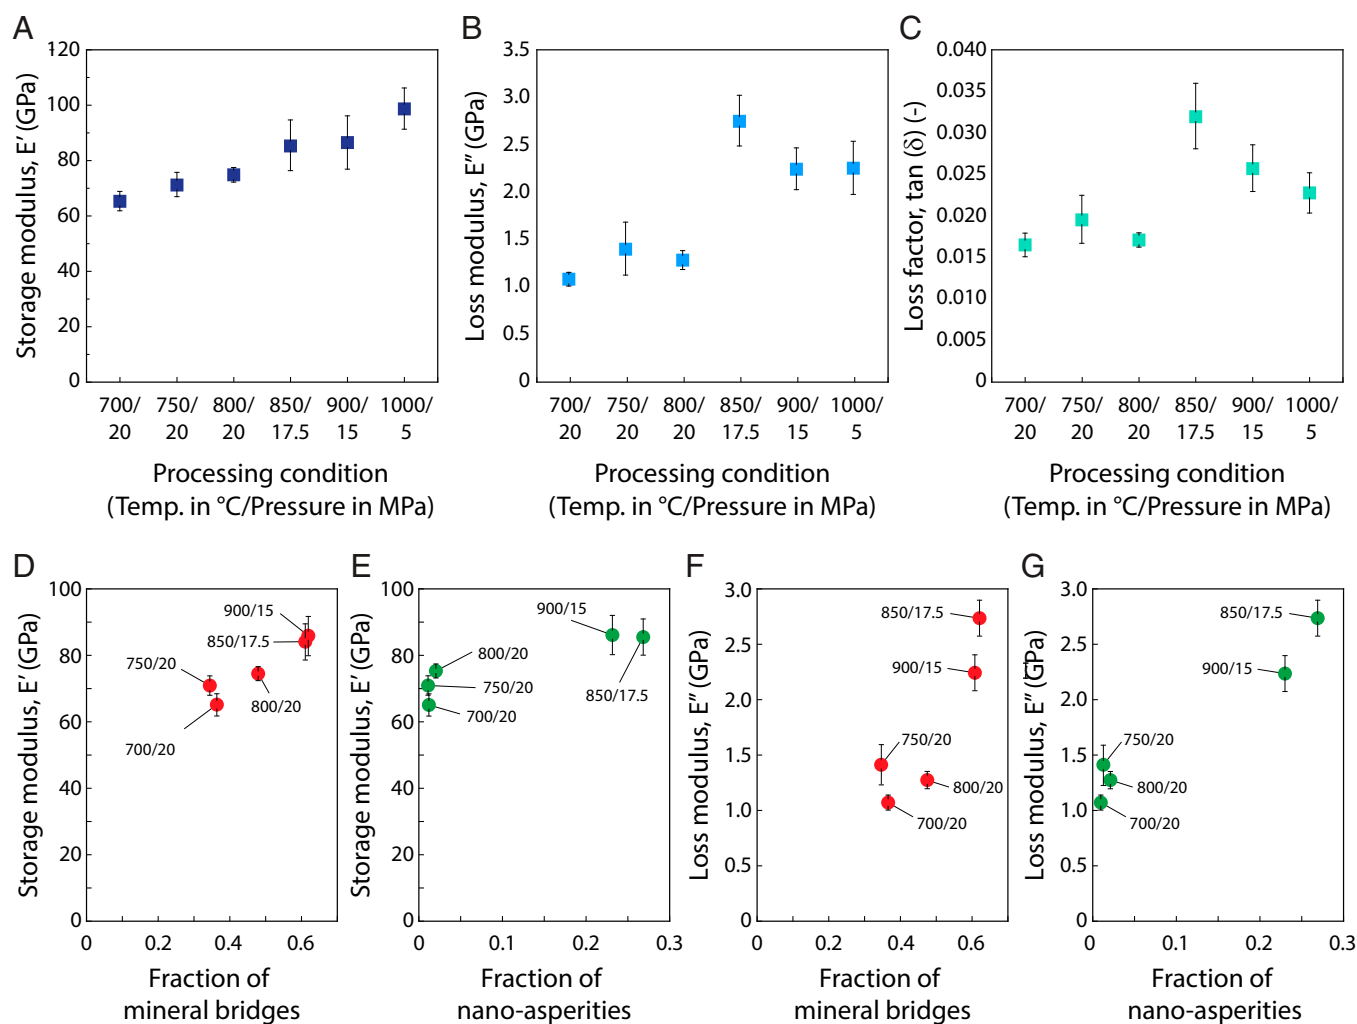 A
Storage modulus, E′ (GPa)
120
100
80
60
40
20
0
700/ 750/ 800/ 850/ 900/ 1000/
20 20 20 17.5 15 5
Processing condition
(Temp. in °C/Pressure in MPa)
B
Loss modulus, E″ (GPa)
3.5
3.0
2.5
2.0
1.5
1.0
0.5
0
700/ 750/ 800/ 850/ 900/ 1000/
20 20 20 17.5 15 5
Processing condition
(Temp. in °C/Pressure in MPa)
C
Loss factor, tan (δ) (-)
0.040
0.035
0.030
0.025
0.020
0.015
0.010
0.005
0
700/ 750/ 800/ 850/ 900/ 1000/
20 20 20 17.5 15 5
Processing condition
(Temp. in °C/Pressure in MPa)
D
Storage modulus, E′ (GPa)
100
80
60
40
20
0
900/15
850/17.5
750/20
800/20
700/20
0 0.2 0.4 0.6
Fraction of
mineral bridges
E
Storage modulus, E′ (GPa)
100
80
60
40
20
0
900/15
800/20
750/20
850/17.5
700/20
0 0.1 0.2 0.3
Fraction of
nano-asperities
F
Loss modulus, E″ (GPa)
3.0
2.5
2.0
1.5
1.0
0.5
0
850/17.5
900/15
750/20
800/20
700/20
0 0.2 0.4 0.6
Fraction of
mineral bridges
G
Loss modulus, E″ (GPa)
3.0
2.5
2.0
1.5
1.0
0.5
0
850/17.5
900/15
750/20
800/20
700/20
0 0.1 0.2 0.3
Fraction of
nano-asperities